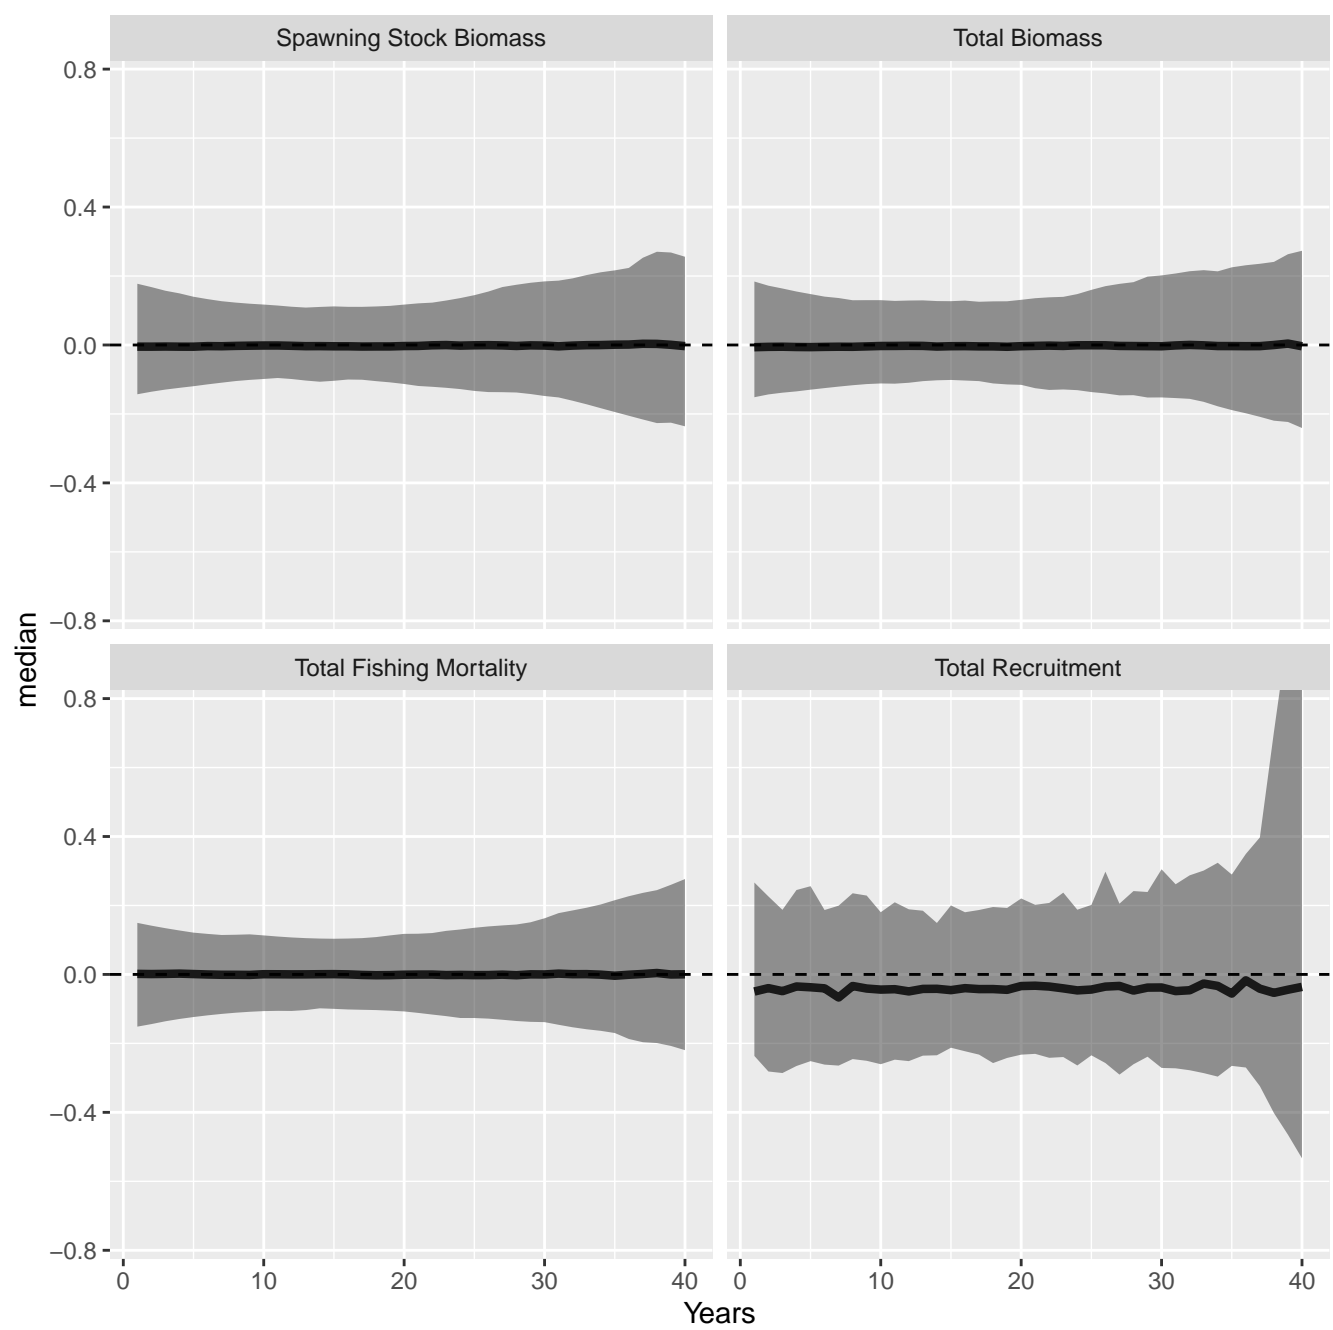 Spawning Stock Biomass
Total Biomass
0.8
0.4
0.0
−0.4
−0.8
median
Total Fishing Mortality
Total Recruitment
0.8
0.4
0.0
−0.4
−0.8
0 10 20 30 40
0 10 20 30 40
Years